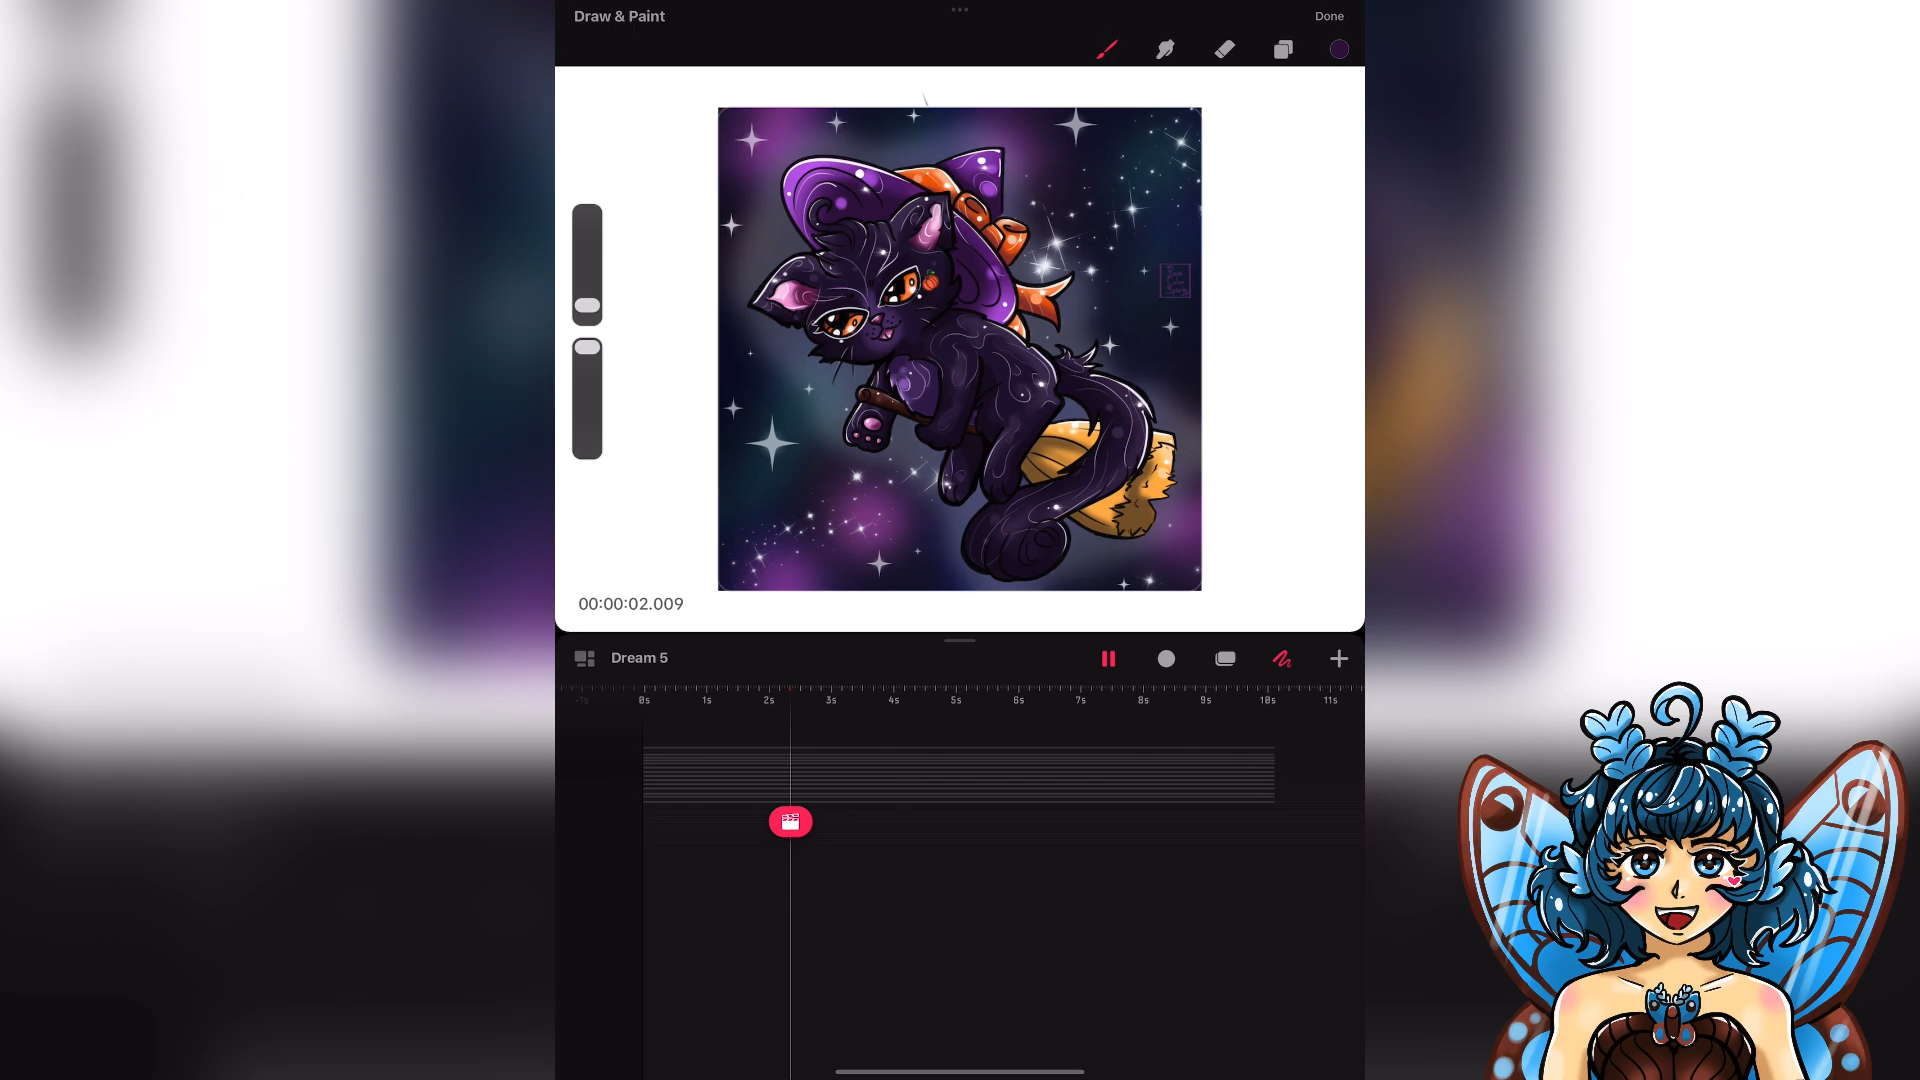 Draw & Paint
Done
00:00:02.009
Dream 5
-1s 0s 1s 2s 3s 4s 5s 6s 7s 8s 9s 10s 11s